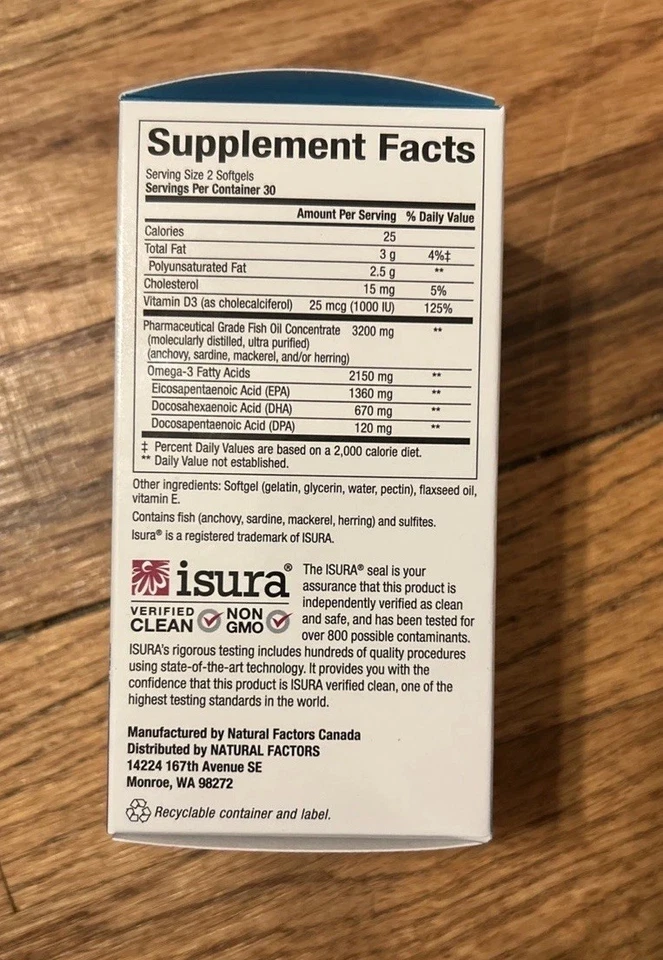 Supplement Facts
Serving Size 2 Softgels
Servings Per Container 30
Amount Per Serving % Daily Value
Calories 25
Total Fat 3 g 4%‡
Polyunsaturated Fat 2.5 g **
Cholesterol 15 mg 5%
Vitamin D3 (as cholecalciferol) 25 mcg (1000 IU) 125%
Pharmaceutical Grade Fish Oil Concentrate 3200 mg **
(molecularly distilled, ultra purified)
(anchovy, sardine, mackerel, and/or herring)
Omega-3 Fatty Acids 2150 mg **
Eicosapentaenoic Acid (EPA) 1360 mg **
Docosahexaenoic Acid (DHA) 670 mg **
Docosapentaenoic Acid (DPA) 120 mg **
‡ Percent Daily Values are based on a 2,000 calorie diet.
** Daily Value not established.
Other ingredients: Softgel (gelatin, glycerin, water, pectin), flaxseed oil,
vitamin E.
Contains fish (anchovy, sardine, mackerel, herring) and sulfites.
Isura® is a registered trademark of ISURA.
isura®
VERIFIED
CLEAN
NON
GMO
The ISURA® seal is your
assurance that this product is
independently verified as clean
and safe, and has been tested for
over 800 possible contaminants.
ISURA's rigorous testing includes hundreds of quality procedures
using state-of-the-art technology. It provides you with the
confidence that this product is ISURA verified clean, one of the
highest testing standards in the world.
Manufactured by Natural Factors Canada
Distributed by NATURAL FACTORS
14224 167th Avenue SE
Monroe, WA 98272
Recyclable container and label.